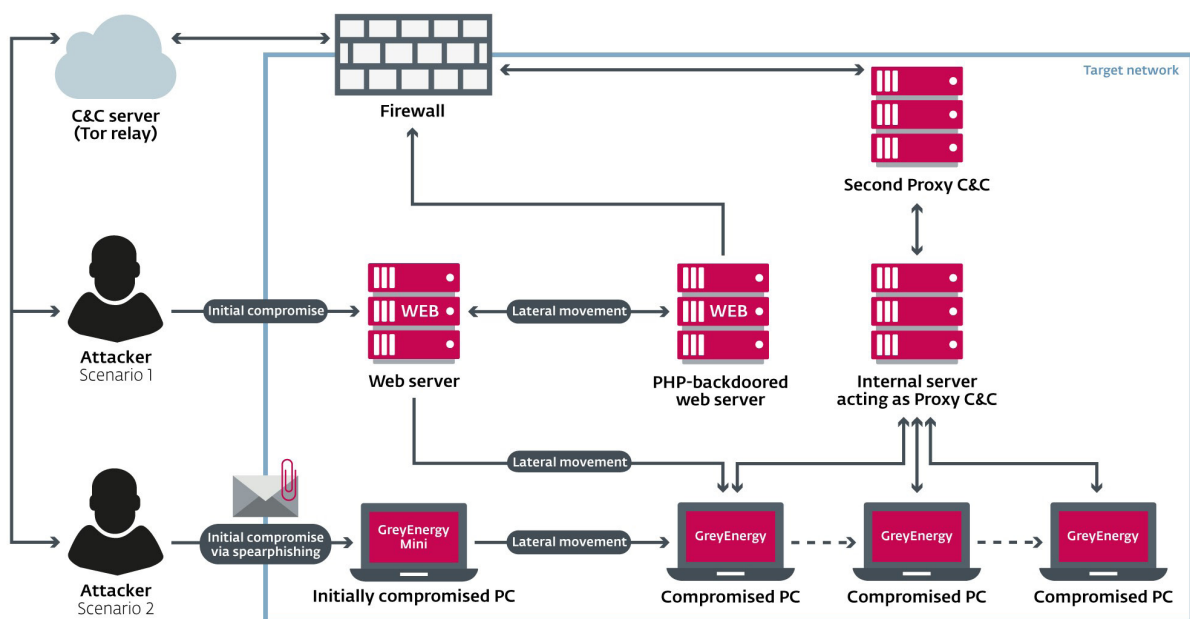 Target network
C&C server
(Tor relay)
Firewall
Second Proxy C&C
Initial compromise
WEB
Lateral movement
WEB
Attacker
Scenario 1
Web server
PHP-backdoored
web server
Internal server
acting as Proxy C&C
Lateral movement
Initial compromise
via spearphishing
GreyEnergy
Mini
Lateral movement
GreyEnergy
GreyEnergy
GreyEnergy
Attacker
Scenario 2
Initially compromised PC
Compromised PC
Compromised PC
Compromised PC